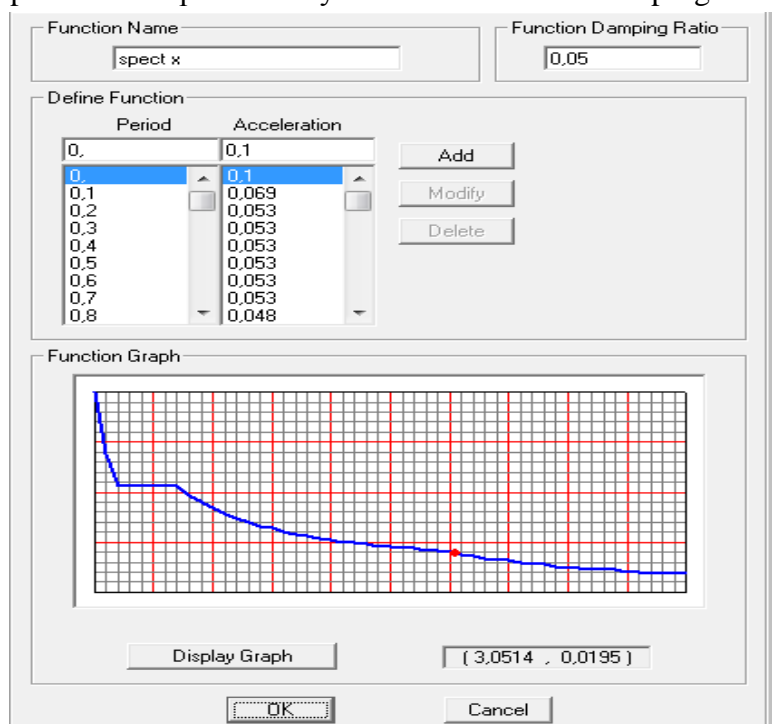 Function Name
Function Damping Ratio
spect x
0,05
Define Function
Period Acceleration
0, 0,1
Add
0, 0,1
0,1 0,069
Modify
0,2 0,053
0,3 0,053
Delete
0,4 0,053
0,5 0,053
0,6 0,053
0,7 0,053
0,8 0,048
Function Graph
Display Graph
( 3,0514 , 0,0195 )
OK
Cancel